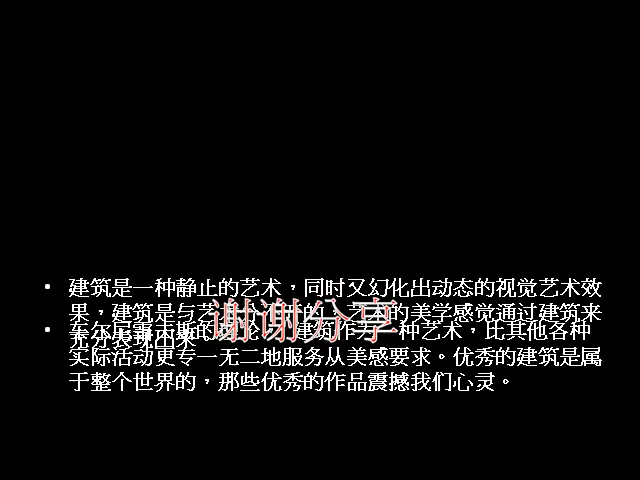 建筑是一种静止的艺术，同时又幻化出动态的视觉艺术效
果，建筑是与艺术的美学感觉通过建筑来
充分表现出来。
谢谢分享
车尔尼雪夫斯的建筑作为一种艺术，比其他各种
实际活动更专一无二地服务从美感要求。优秀的建筑是属
于整个世界的，那些优秀的作品震撼我们心灵。